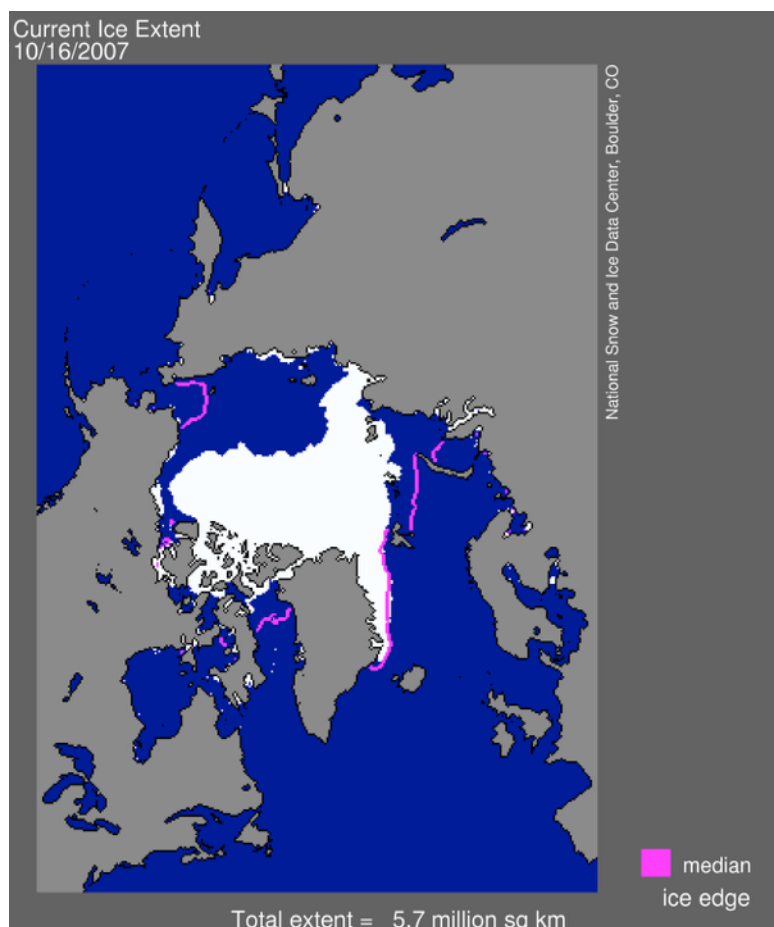 Current Ice Extent
10/16/2007
National Snow and Ice Data Center, Boulder, CO
median
ice edge
Total extent = 5.7 million sq km